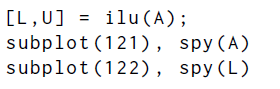 [L,U] = ilu(A);
subplot(121), spy(A)
subplot(122), spy(L)